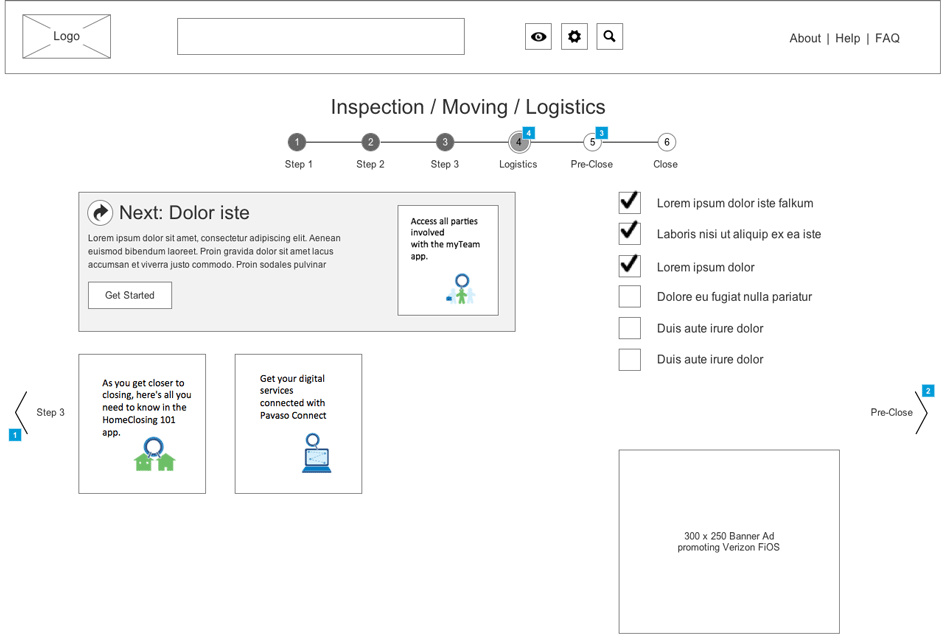 Logo
About | Help | FAQ
Inspection / Moving / Logistics
1
2
3
4
4
5
3
6
Step 1
Step 2
Step 3
Logistics
Pre-Close
Close
Next: Dolor iste
Lorem ipsum dolor sit amet, consectetur adipiscing elit. Aenean
euismod bibendum laoreet. Proin gravida dolor sit amet lacus
accumsan et viverra justo commodo. Proin sodales pulvinar
Get Started
Access all parties
involved
with the myTeam
app.
Lorem ipsum dolor iste falkum
Laboris nisi ut aliquip ex ea iste
Lorem ipsum dolor
Dolore eu fugiat nulla pariatur
Duis aute irure dolor
Duis aute irure dolor
Step 3
1
As you get closer to
closing, here's all you
need to know in the
HomeClosing 101
app.
Get your digital
services
connected with
Pavaso Connect
Pre-Close
2
300 x 250 Banner Ad
promoting Verizon FiOS